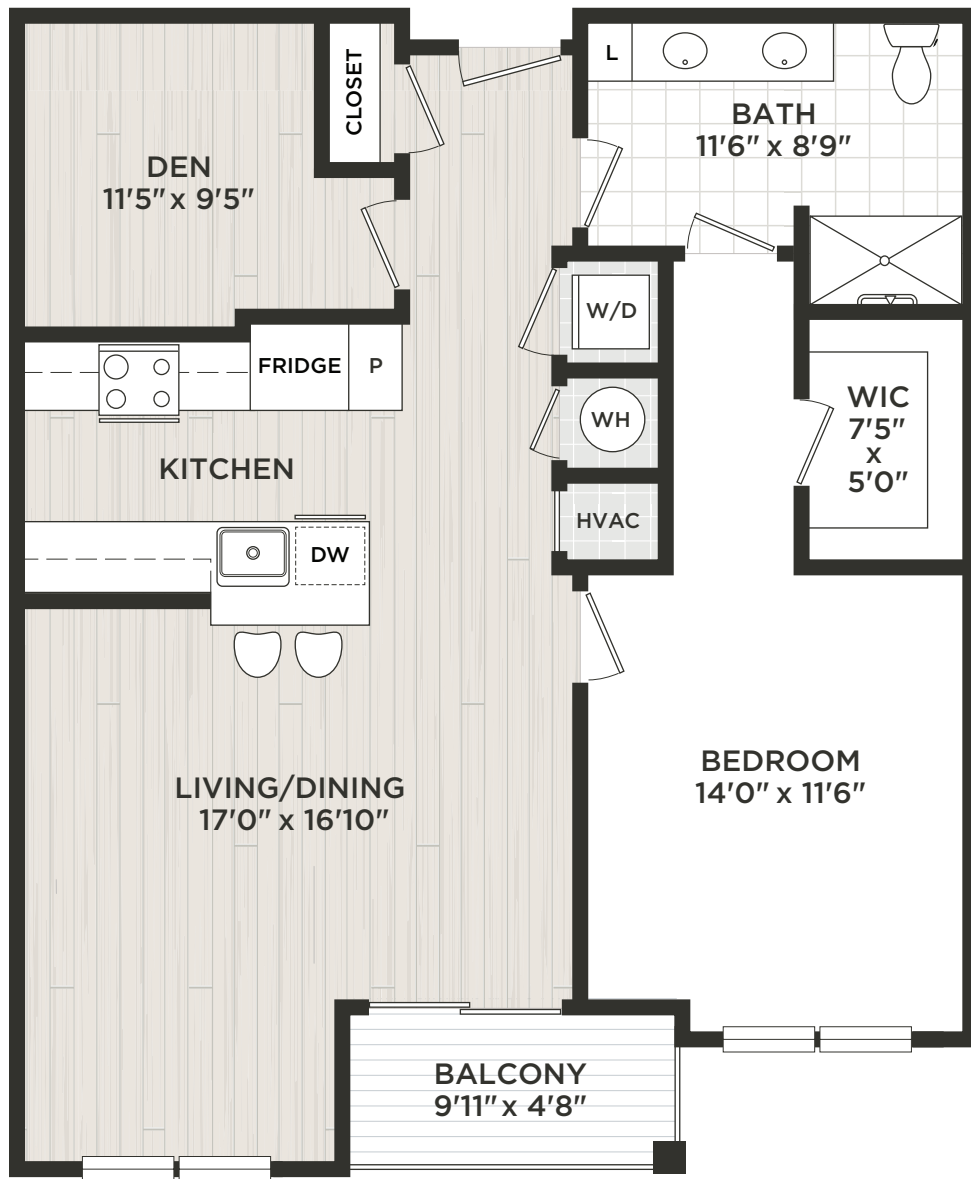 CLOSET
L
BATH
11'6" x 8'9"
DEN
11'5" x 9'5"
W/D
FRIDGE
P
WH
WIC
7'5"
x
5'0"
KITCHEN
HVAC
DW
BEDROOM
14'0" x 11'6"
LIVING/DINING
17'0" x 16'10"
BALCONY
9'11" x 4'8"